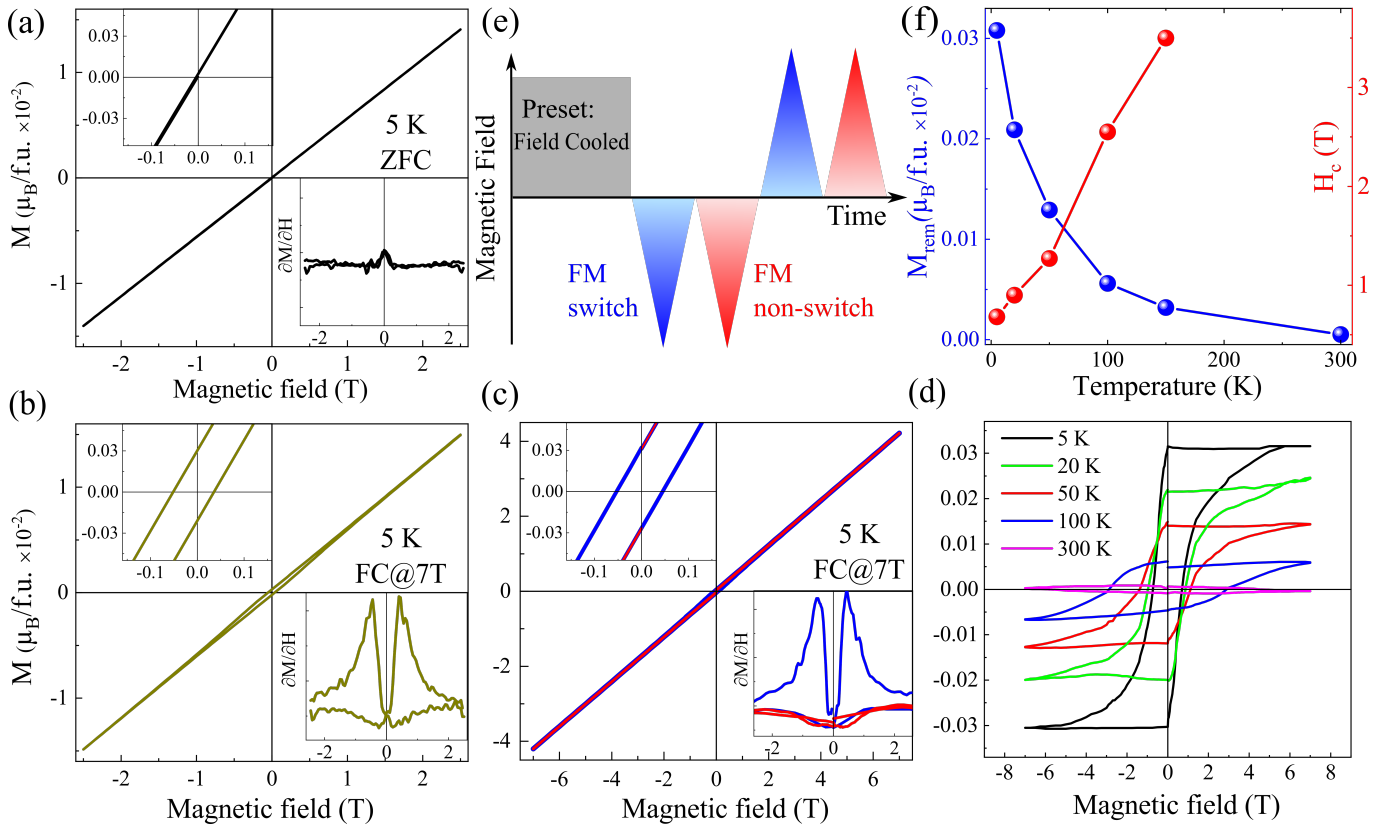 (a)
M (μB/f.u. ×10-2)
1
0
-1
0.03
0.00
-0.03
-0.1
0.0
0.1
5 K
ZFC
∂M/∂H
-2
0
2
-2
-1
0
1
2
Magnetic field (T)
(e)
Magnetic Field
Preset:
Field Cooled
Time
FM
switch
FM
non-switch
(f)
Mrem(μB/f.u. ×10-2)
0.03
0.02
0.01
0.00
Hc (T)
3
2
1
0
100
200
300
Temperature (K)
(b)
M (μB/f.u. ×10-2)
1
0
-1
0.03
0.00
-0.03
-0.1
0.0
0.1
5 K
FC@7T
∂M/∂H
-2
0
2
-2
-1
0
1
2
Magnetic field (T)
(c)
4
2
0
-2
-4
0.03
0.00
-0.03
-0.1
0.0
0.1
5 K
FC@7T
∂M/∂H
-2
0
2
-6
-4
-2
0
2
4
6
Magnetic field (T)
(d)
0.03
0.02
0.01
0.00
-0.01
-0.02
-0.03
5 K
20 K
50 K
100 K
300 K
-8
-6
-4
-2
0
2
4
6
8
Magnetic field (T)